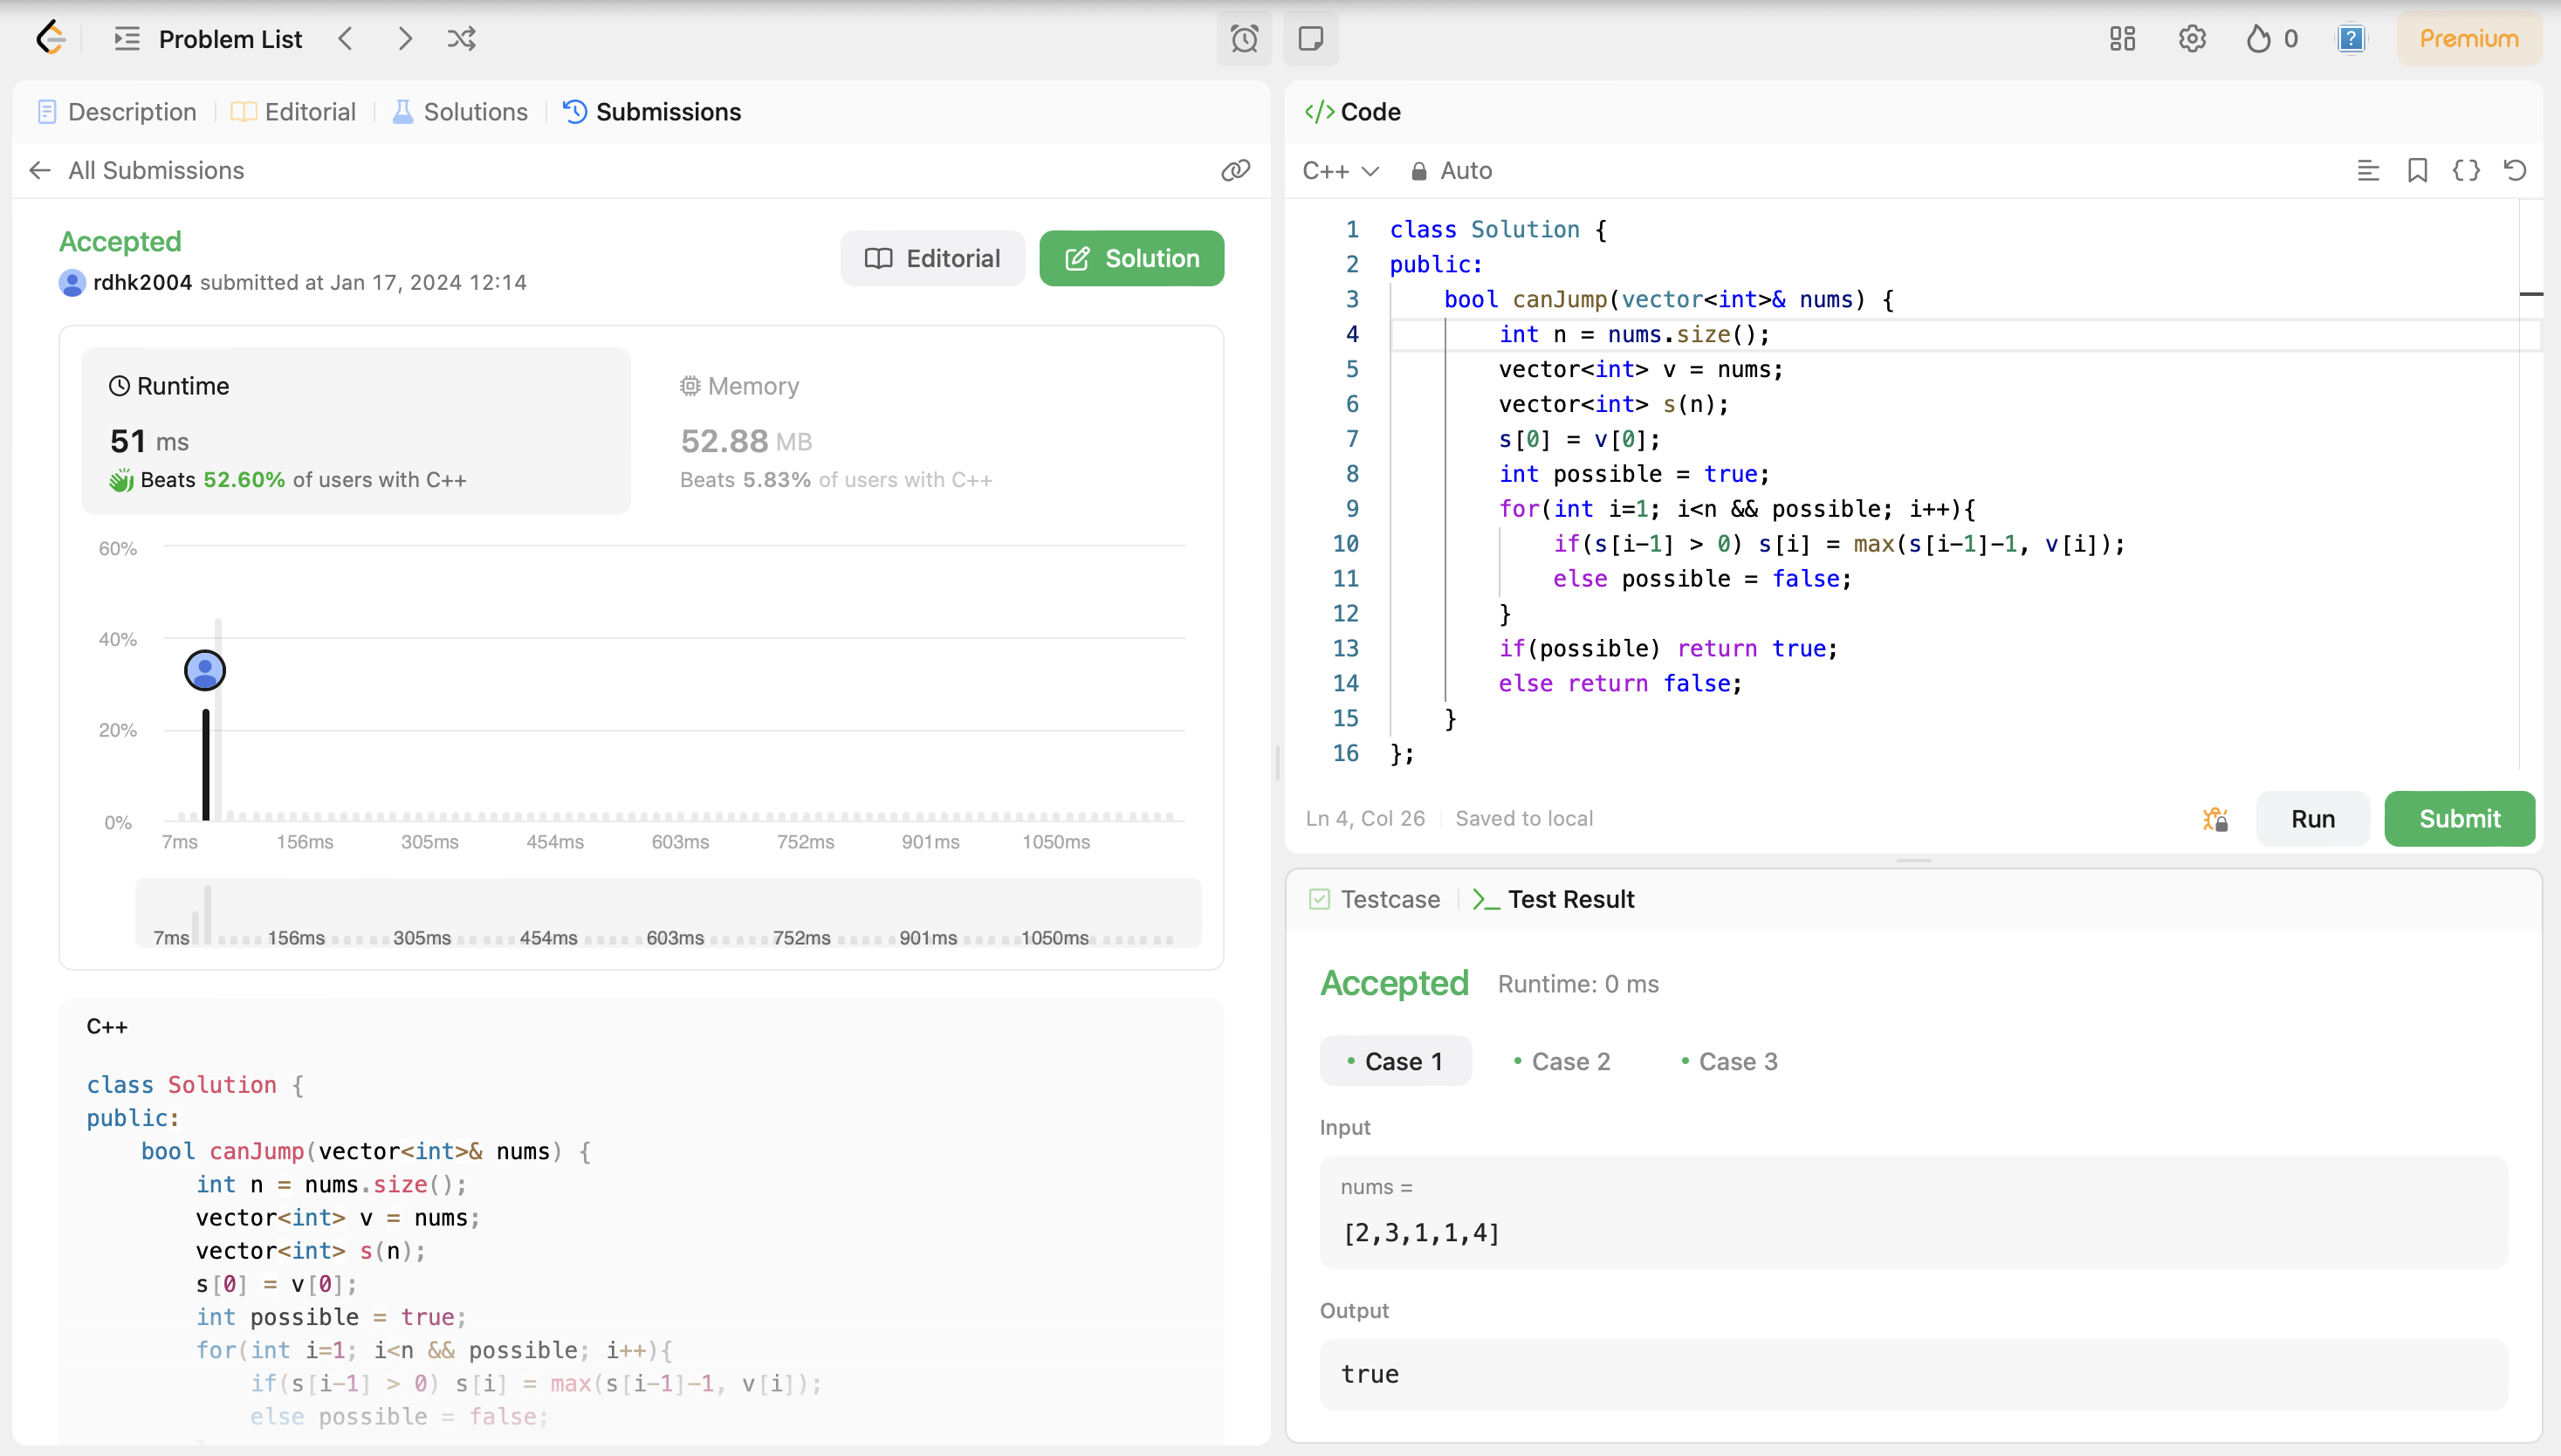 Problem List
0
Premium
Description
Editorial
Solutions
Submissions
All Submissions
Accepted
rdhk2004 submitted at Jan 17, 2024 12:14
Editorial
Solution
Runtime
51 ms
Beats 52.60% of users with C++
Memory
52.88 MB
Beats 5.83% of users with C++
60%
40%
20%
0%
7ms 156ms 305ms 454ms 603ms 752ms 901ms 1050ms
7ms 156ms 305ms 454ms 603ms 752ms 901ms 1050ms
C++
class Solution {
public:
    bool canJump(vector<int>& nums) {
        int n = nums.size();
        vector<int> v = nums;
        vector<int> s(n);
        s[0] = v[0];
        int possible = true;
        for(int i=1; i<n && possible; i++){
            if(s[i-1] > 0) s[i] = max(s[i-1]-1, v[i]);
            else possible = false;
</> Code
C++ Auto
1 class Solution {
2 public:
3     bool canJump(vector<int>& nums) {
4         int n = nums.size();
5         vector<int> v = nums;
6         vector<int> s(n);
7         s[0] = v[0];
8         int possible = true;
9         for(int i=1; i<n && possible; i++){
10             if(s[i-1] > 0) s[i] = max(s[i-1]-1, v[i]);
11             else possible = false;
12         }
13         if(possible) return true;
14         else return false;
15     }
16 };
Ln 4, Col 26
Saved to local
Run
Submit
Testcase
Test Result
Accepted
Runtime: 0 ms
• Case 1
• Case 2
• Case 3
Input
nums =
[2,3,1,1,4]
Output
true